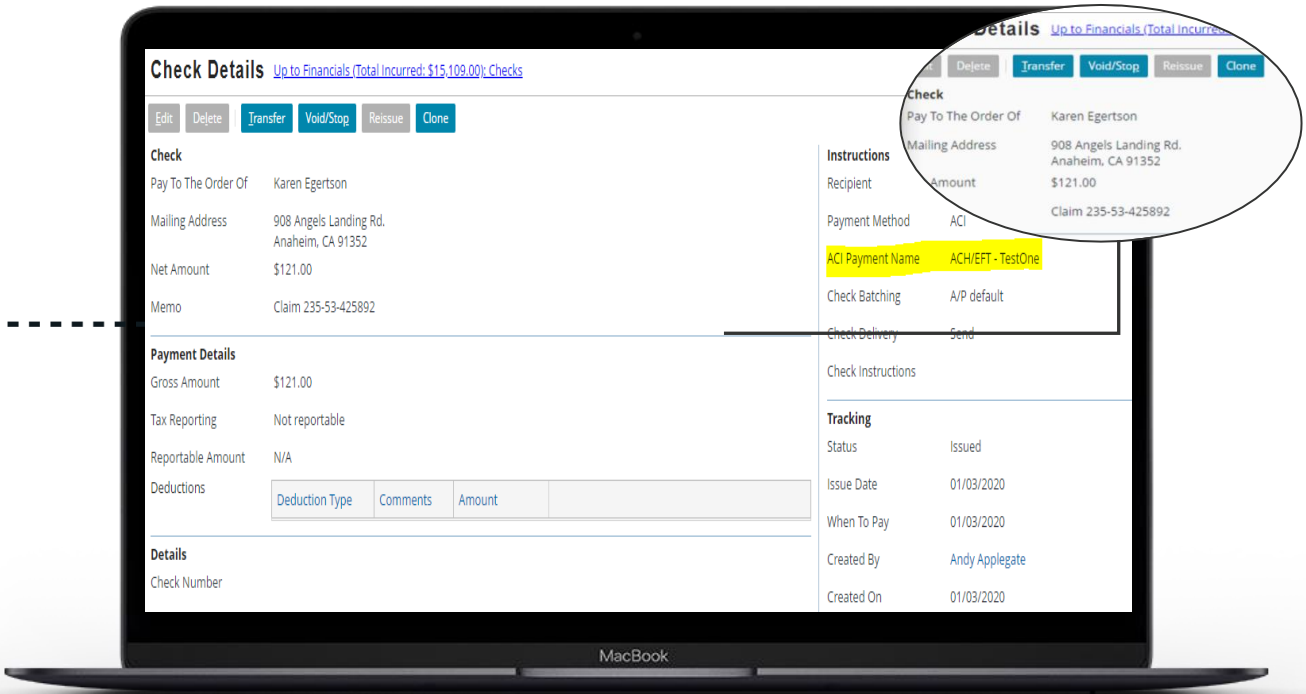 Check Details Up to Financials (Total Incurred: $15,109.00): Checks
Edit Delete Transfer Void/Stop Reissue Clone
Check
Pay To The Order Of Karen Egertson
Mailing Address 908 Angels Landing Rd.
Anaheim, CA 91352
Net Amount $121.00
Memo Claim 235-53-425892
Payment Details
Gross Amount $121.00
Tax Reporting Not reportable
Reportable Amount N/A
Deductions
Deduction Type Comments Amount
Details
Check Number
Instructions
Recipient
Payment Method ACI
ACI Payment Name ACH/EFT - TestOne
Check Batching A/P default
Check Delivery Send
Check Instructions
Tracking
Status Issued
Issue Date 01/03/2020
When To Pay 01/03/2020
Created By Andy Applegate
Created On 01/03/2020
Details Up to Financials (Total Incurred:
Delete Transfer Void/Stop Reissue Clone
Check
Pay To The Order Of Karen Egertson
Mailing Address 908 Angels Landing Rd.
Anaheim, CA 91352
Amount $121.00
Claim 235-53-425892
MacBook